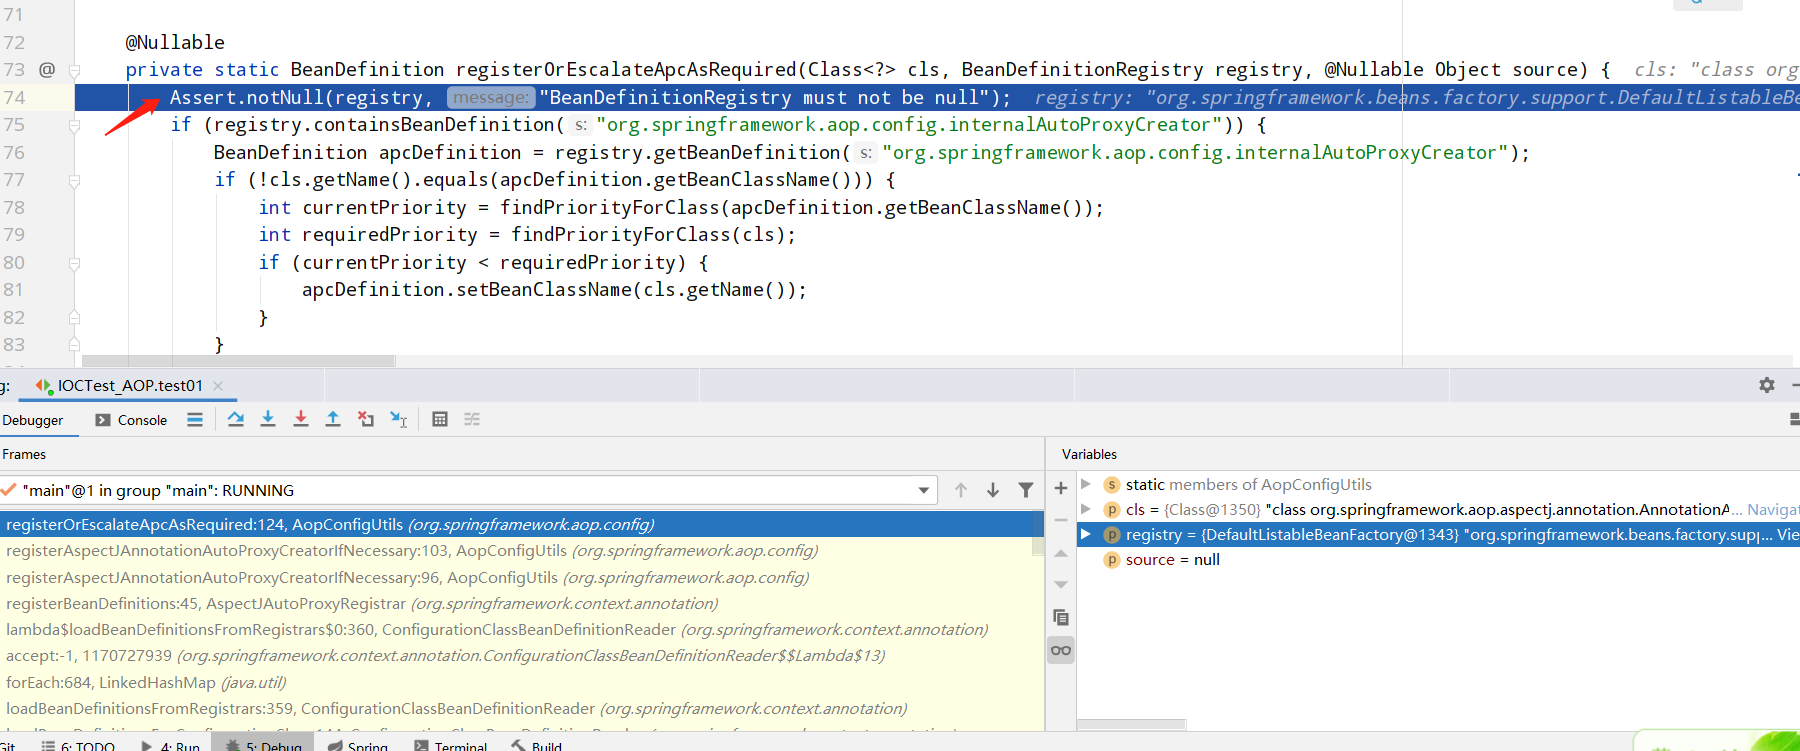 71
72 @Nullable
73 @ private static BeanDefinition registerOrEscalateApcAsRequired(Class<?> cls, BeanDefinitionRegistry registry, @Nullable Object source) { cls: "class org
74 Assert.notNull(registry, message: "BeanDefinitionRegistry must not be null"); registry: "org.springframework.beans.factory.support.DefaultListableBe
75 if (registry.containsBeanDefinition( s: "org.springframework.aop.config.internalAutoProxyCreator")) {
76 BeanDefinition apcDefinition = registry.getBeanDefinition( s: "org.springframework.aop.config.internalAutoProxyCreator");
77 if (!cls.getName().equals(apcDefinition.getBeanClassName())) {
78 int currentPriority = findPriorityForClass(apcDefinition.getBeanClassName());
79 int requiredPriority = findPriorityForClass(cls);
80 if (currentPriority < requiredPriority) {
81 apcDefinition.setBeanClassName(cls.getName());
82 }
83 }
g: IOCTest_AOP.test01
Debugger Console
Frames
Variables
"main"@1 in group "main": RUNNING
registerOrEscalateApcAsRequired:124, AopConfigUtils (org.springframework.aop.config)
registerAspectJAnnotationAutoProxyCreatorIfNecessary:103, AopConfigUtils (org.springframework.aop.config)
registerAspectJAnnotationAutoProxyCreatorIfNecessary:96, AopConfigUtils (org.springframework.aop.config)
registerBeanDefinitions:45, AspectJAutoProxyRegistrar (org.springframework.context.annotation)
lambda$loadBeanDefinitionsFromRegistrars$0:360, ConfigurationClassBeanDefinitionReader (org.springframework.context.annotation)
accept:-1, 1170727939 (org.springframework.context.annotation.ConfigurationClassBeanDefinitionReader$$Lambda$13)
forEach:684, LinkedHashMap (java.util)
loadBeanDefinitionsFromRegistrars:359, ConfigurationClassBeanDefinitionReader (org.springframework.context.annotation)
s static members of AopConfigUtils
p cls = {Class@1350} "class org.springframework.aop.aspectj.annotation.AnnotationA... Navigat
p registry = {DefaultListableBeanFactory@1343} "org.springframework.beans.factory.sup... Vie
p source = null
Git 6: TODO 4: Run 5: Debug Spring Terminal Build